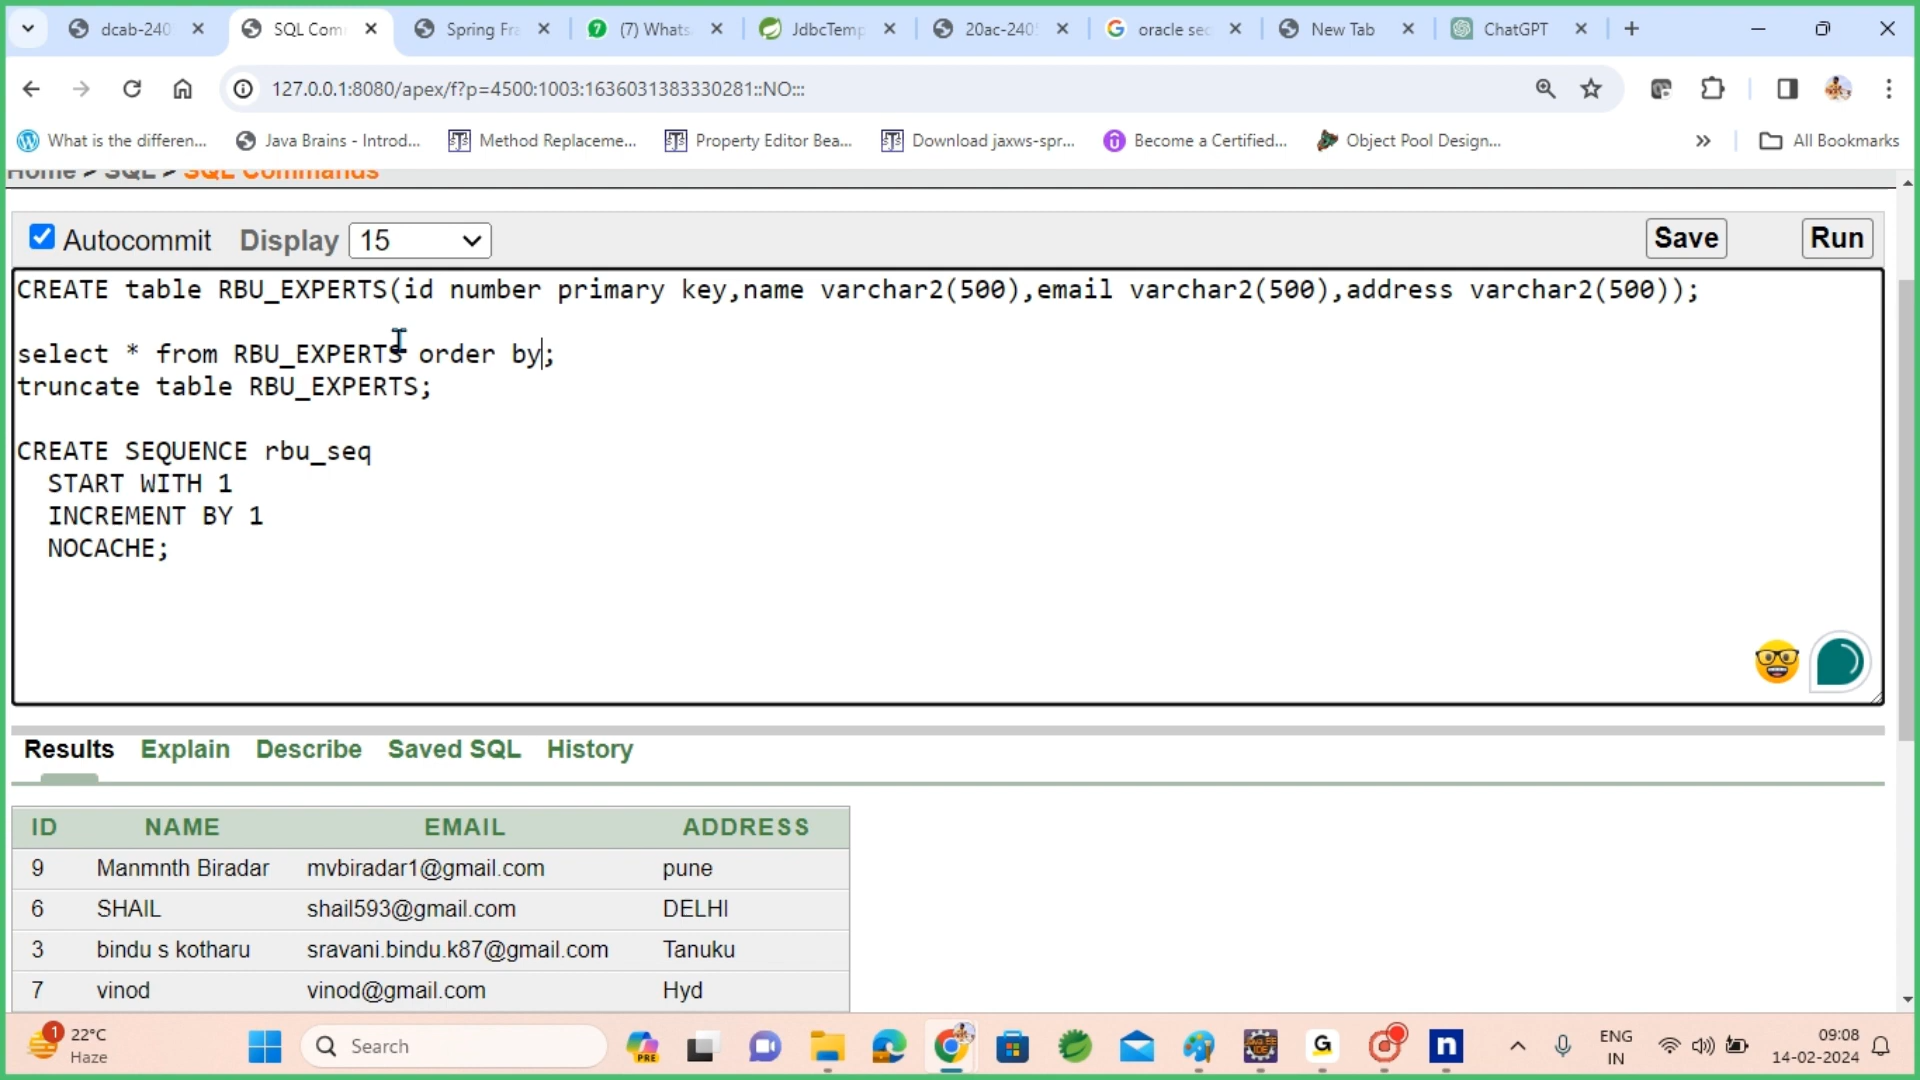 dcab-240
SQL Com
Spring Fra
(7) Whats
JdbcTemp
20ac-240
oracle sec
New Tab
ChatGPT
127.0.0.1:8080/apex/f?p=4500:1003:1636031383330281::NO:::
What is the differen...
Java Brains - Introd...
Method Replaceme...
Property Editor Bea...
Download jaxws-spr...
Become a Certified...
Object Pool Design...
All Bookmarks
Home > SQL > SQL Commands
Autocommit Display 15
Save
Run
CREATE table RBU_EXPERTS(id number primary key,name varchar2(500),email varchar2(500),address varchar2(500));
select * from RBU_EXPERTS order by;
truncate table RBU_EXPERTS;
CREATE SEQUENCE rbu_seq
START WITH 1
INCREMENT BY 1
NOCACHE;
Results Explain Describe Saved SQL History
ID NAME EMAIL ADDRESS
9 Manmnth Biradar mvbiradar1@gmail.com pune
6 SHAIL shail593@gmail.com DELHI
3 bindu s kotharu sravani.bindu.k87@gmail.com Tanuku
7 vinod vinod@gmail.com Hyd
1
22°C
Haze
Search
PRE
ENG
IN
09:08
14-02-2024